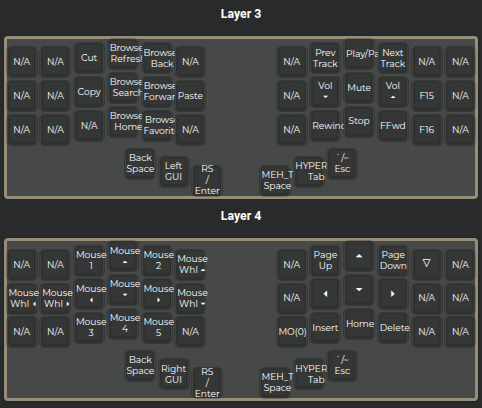 Layer 3
N/A N/A Cut Browse Refresh Browse Back N/A N/A Prev Track Play/Pa Next Track N/A N/A
N/A N/A Copy Browse Search Browse Forwar Paste N/A Vol Mute Vol F15 N/A
N/A N/A N/A Browse Home Browse Favorit N/A N/A Rewind Stop FFwd F16 N/A
Back Space Left GUI RS / Enter MEH_T Space HYPER Tab `/~ Esc
Layer 4
N/A N/A Mouse 1 Mouse Mouse 2 Mouse Whl N/A Page Up Page Down ▽ N/A
Mouse Whl Mouse Whl Mouse Mouse Mouse Mouse Whl N/A N/A N/A
N/A N/A Mouse 3 Mouse 4 Mouse 5 N/A MO(0) Insert Home Delete N/A N/A
Back Space Right GUI RS / Enter MEH_T Space HYPER Tab `/~ Esc